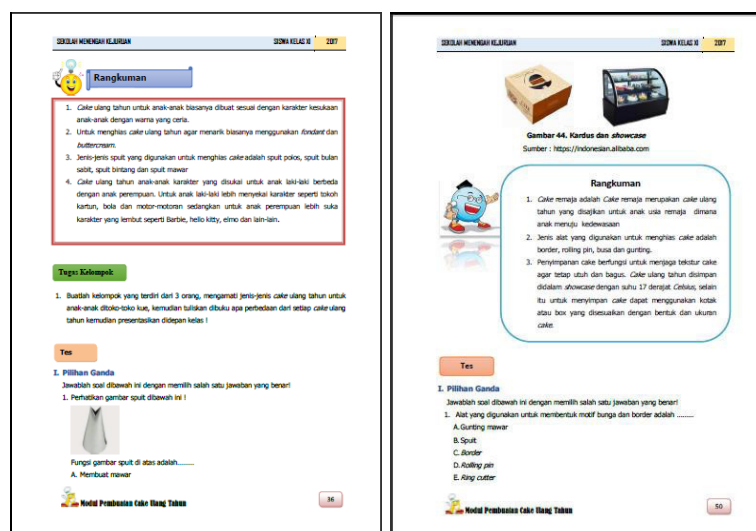 SEKOLAH MENENGAH KEJURUAN SISWA KELAS XI 2017
Rangkuman
1. Cake ulang tahun untuk anak-anak biasanya dibuat sesuai dengan karakter kesukaan
anak-anak dengan warna yang ceria.
2. Untuk menghias cake ulang tahun agar menarik biasanya menggunakan fondant dan
buttercream.
3. Jenis-jenis spuit yang digunakan untuk menghias cake adalah spuit polos, spuit bulan
sabit, spuit bintang dan spuit mawar
4. Cake ulang tahun anak-anak karakter yang disukai untuk anak laki-laki berbeda
dengan anak perempuan. Untuk anak laki-laki lebih menyekai karakter seperti tokoh
kartun, bola dan motor-motoran sedangkan untuk anak perempuan lebih suka
karakter yang lembut seperti Barbie, hello kitty, elmo dan lain-lain.
Tugas Kelompok
1. Buatlah kelompok yang terdiri dari 3 orang, mengamati jenis-jenis cake ulang tahun untuk
anak-anak ditoko-toko kue, kemudian tuliskan dibuku apa perbedaan dari setiap cake ulang
tahun kemudian presentasikan didepan kelas !
Tes
I. Pilihan Ganda
Jawablah soal dibawah ini dengan memilih salah satu jawaban yang benar!
1. Perhatikan gambar spuit dibawah ini !
Fungsi gambar spuit di atas adalah........
A. Membuat mawar
Modul Pembuatan Cake Ulang Tahun 36
SEKOLAH MENENGAH KEJURUAN SISWA KELAS XI 2017
Gambar 44. Kardus dan showcase
Sumber : https://indonesian.alibaba.com
Rangkuman
1. Cake remaja adalah Cake remaja merupakan cake ulang
tahun yang disajikan untuk anak usia remaja dimana
anak menuju kedewasaan
2. Jenis alat yang digunakan untuk menghias cake adalah
border, rolling pin, busa dan gunting.
3. Penyimpanan cake berfungsi untuk menjaga tekstur cake
agar tetap utuh dan bagus. Cake ulang tahun disimpan
didalam showcase dengan suhu 17 derajat Celsius, selain
itu untuk menyimpan cake dapat menggunakan kotak
atau box yang disesuaikan dengan bentuk dan ukuran
cake.
Tes
I. Pilihan Ganda
Jawablah soal dibawah ini dengan memilih salah satu jawaban yang benar!
1. Alat yang digunakan untuk membentuk motif bunga dan border adalah ........
A. Gunting mawar
B. Spuit
C. Border
D. Rolling pin
E. Ring cutter
Modul Pembuatan Cake Ulang Tahun 50